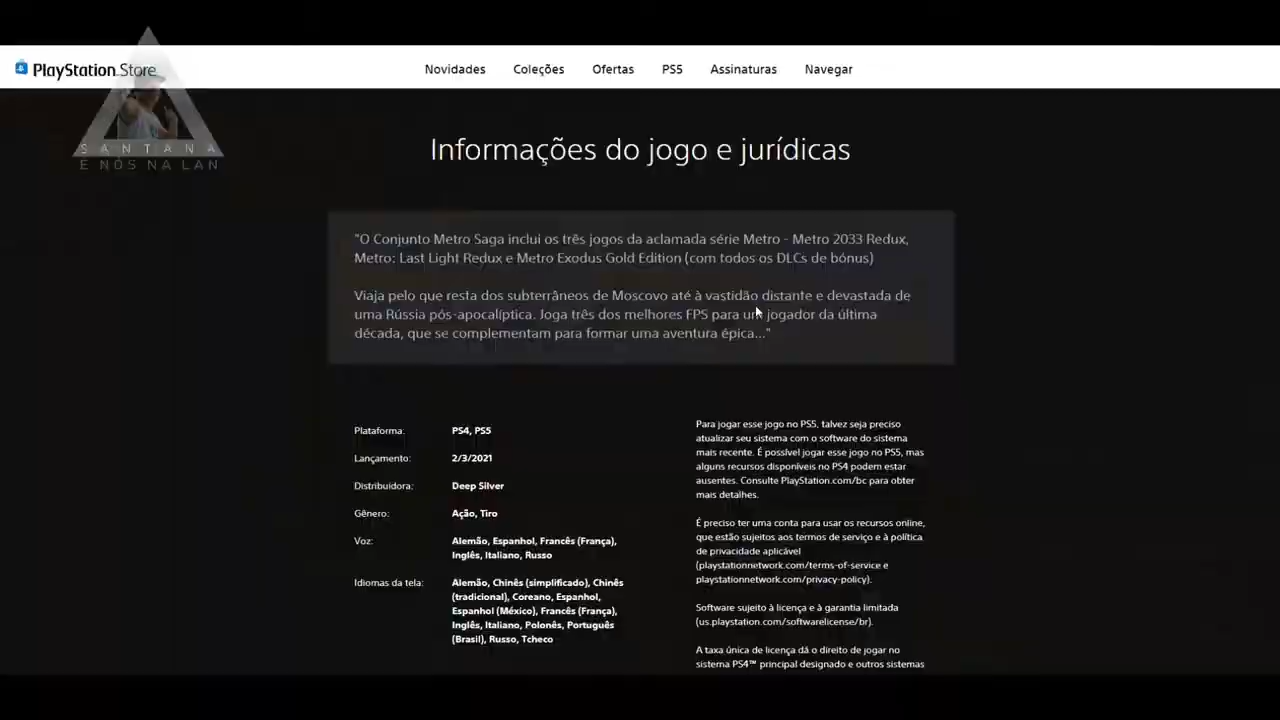 PlayStation Store
Novidades
Coleções
Ofertas
PS5
Assinaturas
Navegar
SANTANA
E NÓS NA LAN
Informações do jogo e jurídicas
"O Conjunto Metro Saga inclui os três jogos da aclamada série Metro - Metro 2033 Redux,
Metro: Last Light Redux e Metro Exodus Gold Edition (com todos os DLCs de bónus)
Viaja pelo que resta dos subterrâneos de Moscovo até à vastidão distante e devastada de
uma Rússia pós-apocalíptica. Joga três dos melhores FPS para um jogador da última
década, que se complementam para formar uma aventura épica..."
Plataforma: PS4, PS5
Lançamento: 2/3/2021
Distribuidora: Deep Silver
Gênero: Ação, Tiro
Voz: Alemão, Espanhol, Francês (França),
Inglês, Italiano, Russo
Idiomas da tela: Alemão, Chinês (simplificado), Chinês
(tradicional), Coreano, Espanhol,
Espanhol (México), Francês (França),
Inglês, Italiano, Polonês, Português
(Brasil), Russo, Tcheco
Para jogar esse jogo no PS5, talvez seja preciso
atualizar seu sistema com o software do sistema
mais recente. É possível jogar esse jogo no PS5, mas
alguns recursos disponíveis no PS4 podem estar
ausentes. Consulte PlayStation.com/bc para obter
mais detalhes.
É preciso ter uma conta para usar os recursos online,
que estão sujeitos aos termos de serviço e à política
de privacidade aplicável
(playstationnetwork.com/terms-of-service e
playstationnetwork.com/privacy-policy).
Software sujeito à licença e à garantia limitada
(us.playstation.com/softwarelicense/br).
A taxa única de licença dá o direito de jogar no
sistema PS4™ principal designado e outros sistemas